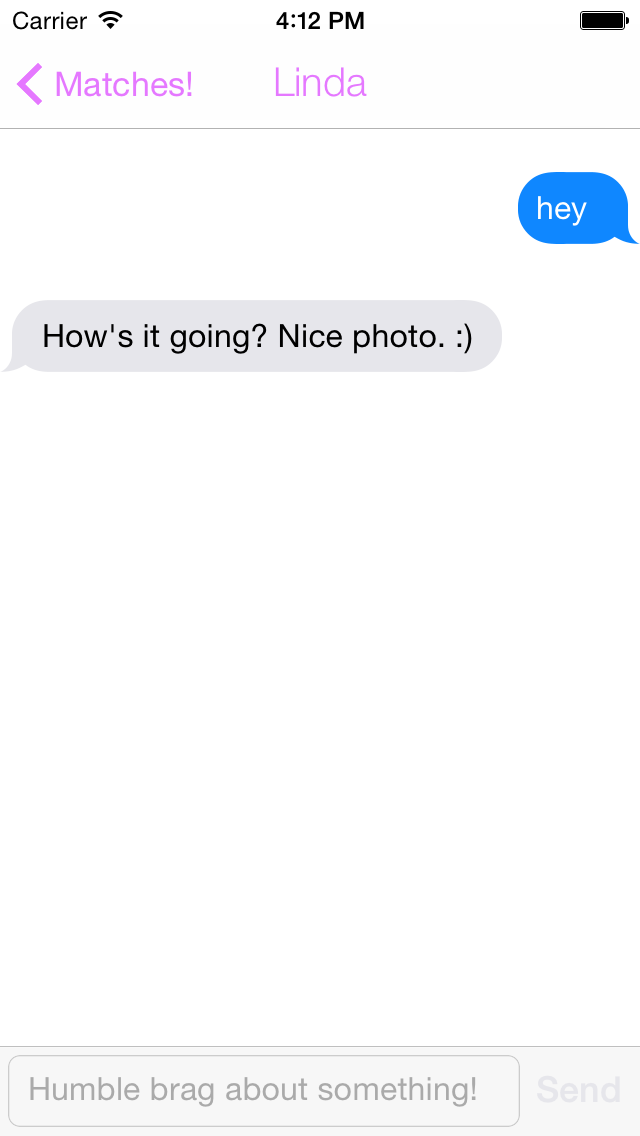 Carrier 4:12 PM
Matches! Linda
hey
How's it going? Nice photo. :)
Humble brag about something! Send